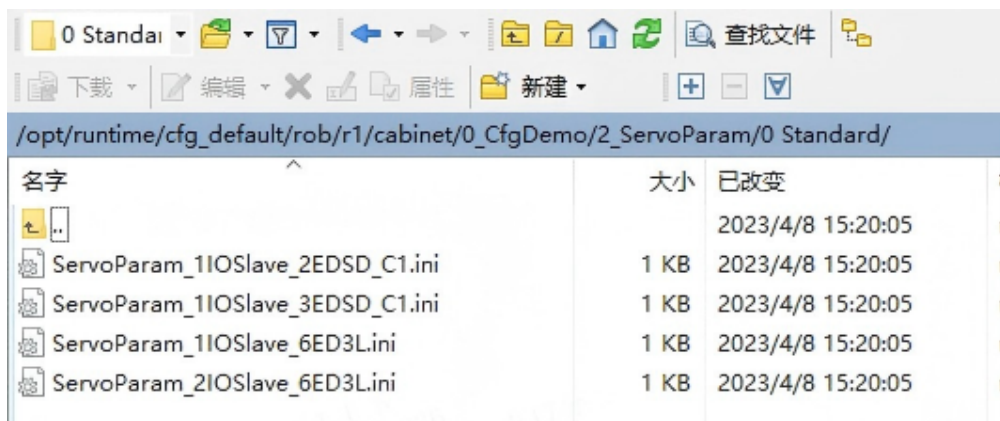 0 Standar 查找文件
下载 编辑 属性 新建
/opt/runtime/cfg_default/rob/r1/cabinet/0_CfgDemo/2_ServoParam/0 Standard/
名字 大小 已改变
.. 2023/4/8 15:20:05
ServoParam_1IOSlave_2EDSD_C1.ini 1 KB 2023/4/8 15:20:05
ServoParam_1IOSlave_3EDSD_C1.ini 1 KB 2023/4/8 15:20:05
ServoParam_1IOSlave_6ED3L.ini 1 KB 2023/4/8 15:20:05
ServoParam_2IOSlave_6ED3L.ini 1 KB 2023/4/8 15:20:05